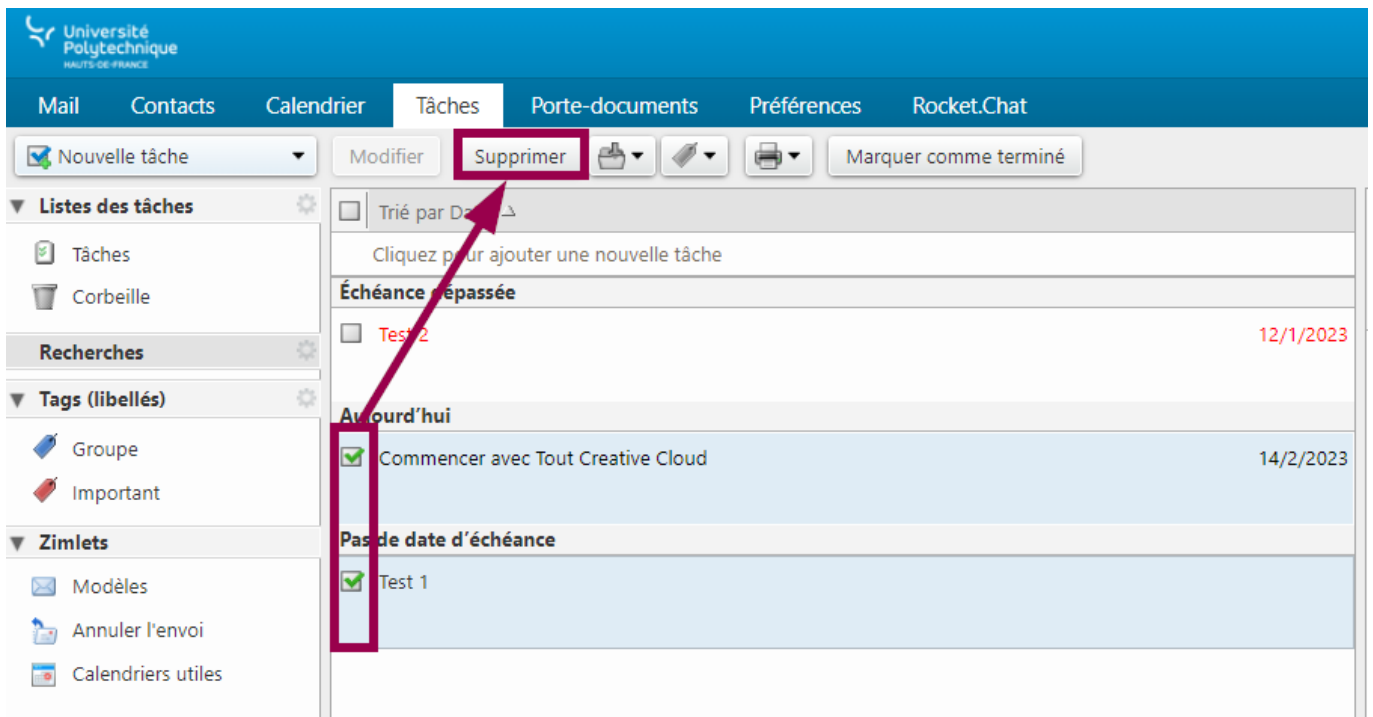 Université
Polytechnique
HAUTS-DE-FRANCE
Mail Contacts Calendrier Tâches Porte-documents Préférences Rocket.Chat
Nouvelle tâche Modifier Supprimer Marquer comme terminé
Listes des tâches
Tâches
Corbeille
Recherches
Tags (libellés)
Groupe
Important
Zimlets
Modèles
Annuler l'envoi
Calendriers utiles
Trié par
Cliquez pour ajouter une nouvelle tâche
Échéance dépassée
Test 2 12/1/2023
Aujourd'hui
Commencer avec Tout Creative Cloud 14/2/2023
Pas de date d'échéance
Test 1